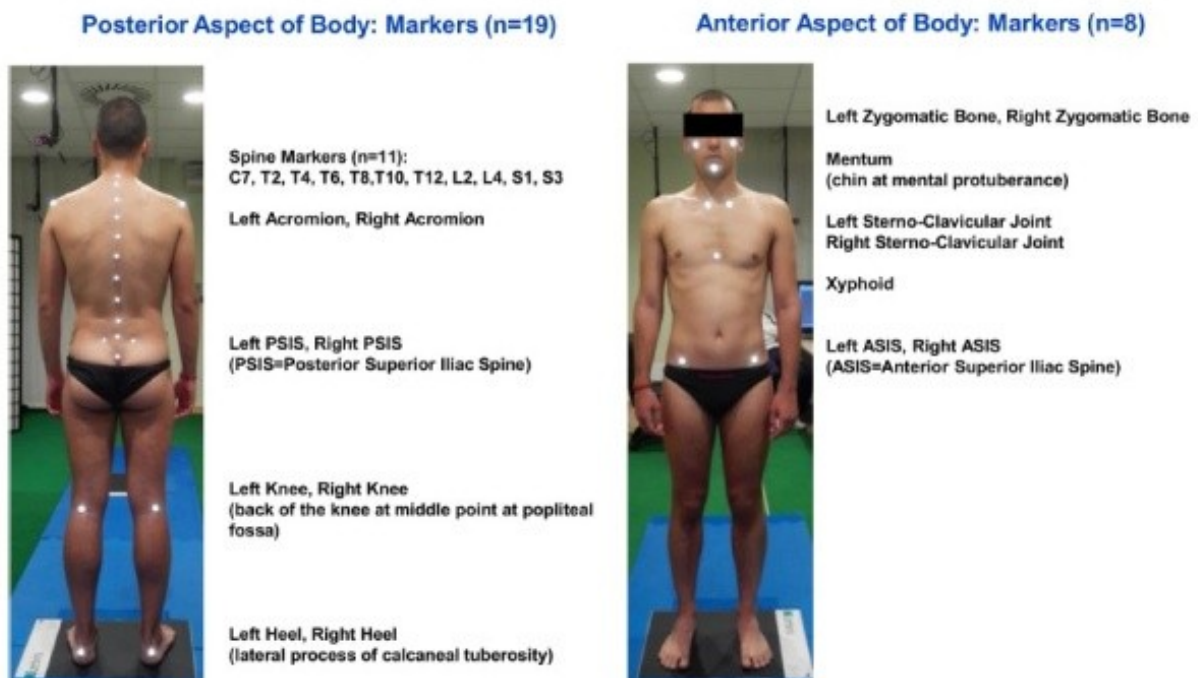 Posterior Aspect of Body: Markers (n=19)
Spine Markers (n=11):
C7, T2, T4, T6, T8,T10, T12, L2, L4, S1, S3
Left Acromion, Right Acromion
Left PSIS, Right PSIS
(PSIS=Posterior Superior Iliac Spine)
Left Knee, Right Knee
(back of the knee at middle point at popliteal
fossa)
Left Heel, Right Heel
(lateral process of calcaneal tuberosity)
Anterior Aspect of Body: Markers (n=8)
Left Zygomatic Bone, Right Zygomatic Bone
Mentum
(chin at mental protuberance)
Left Sterno-Clavicular Joint
Right Sterno-Clavicular Joint
Xyphoid
Left ASIS, Right ASIS
(ASIS=Anterior Superior Iliac Spine)